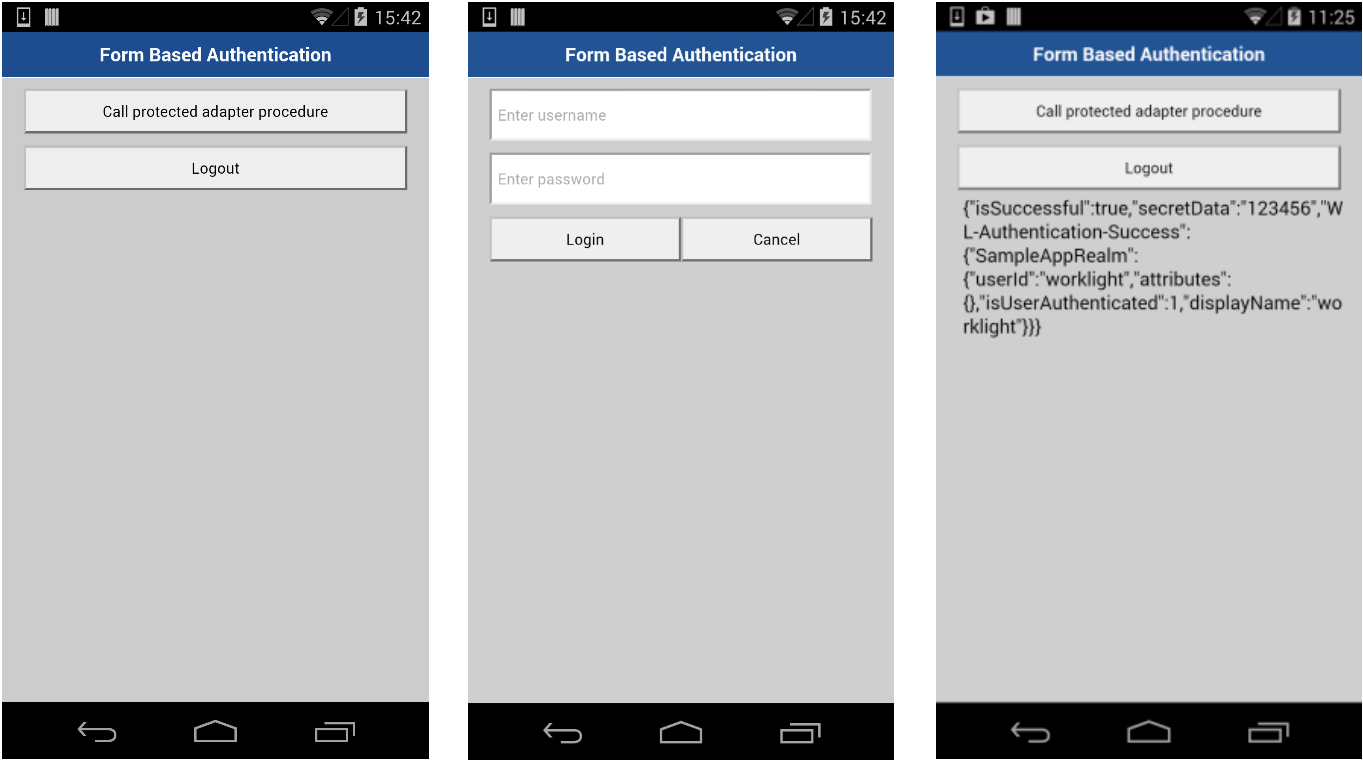 15:42
Form Based Authentication
Call protected adapter procedure
Logout
15:42
Form Based Authentication
Enter username
Enter password
Login
Cancel
11:25
Form Based Authentication
Call protected adapter procedure
Logout
{"isSuccessful":true,"secretData":"123456","W
L-Authentication-Success":
{"SampleAppRealm":
{"userId":"worklight","attributes":
{},"isUserAuthenticated":1,"displayName":"wo
rklight"}}}